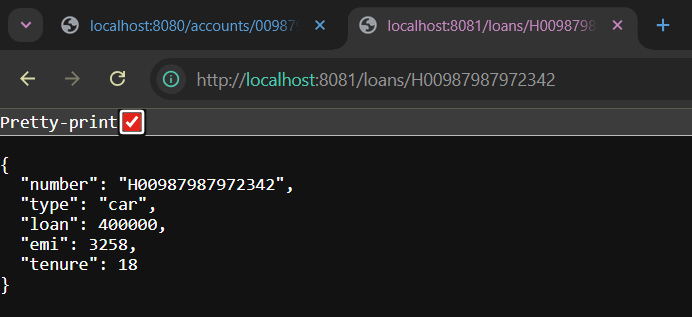 localhost:8080/accounts/00987
localhost:8081/loans/H0098798
http://localhost:8081/loans/H00987987972342
Pretty-print
{
"number": "H00987987972342",
"type": "car",
"loan": 400000,
"emi": 3258,
"tenure": 18
}